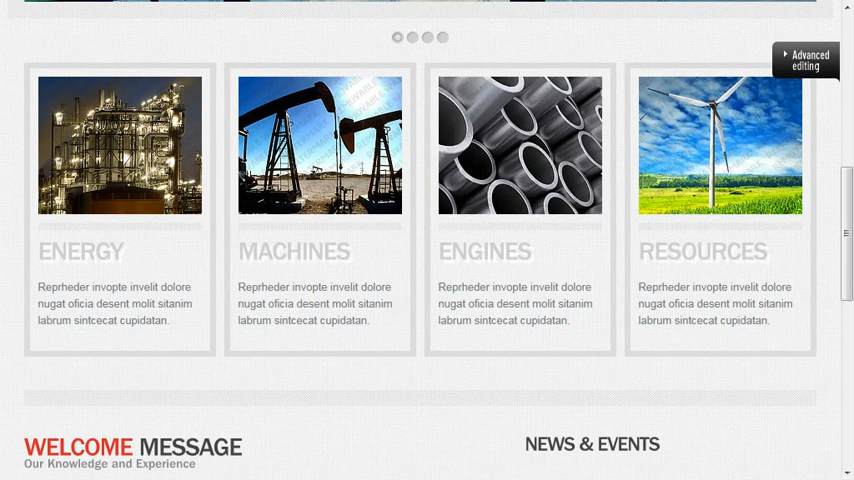 Advanced
editing
ENERGY
Reprheder invopte invelit dolore
nugat oficia desent molit sitanim
labrum sintcecat cupidatan.
MACHINES
Reprheder invopte invelit dolore
nugat oficia desent molit sitanim
labrum sintcecat cupidatan.
ENGINES
Reprheder invopte invelit dolore
nugat oficia desent molit sitanim
labrum sintcecat cupidatan.
RESOURCES
Reprheder invopte invelit dolore
nugat oficia desent molit sitanim
labrum sintcecat cupidatan.
WELCOME MESSAGE
Our Knowledge and Experience
NEWS & EVENTS